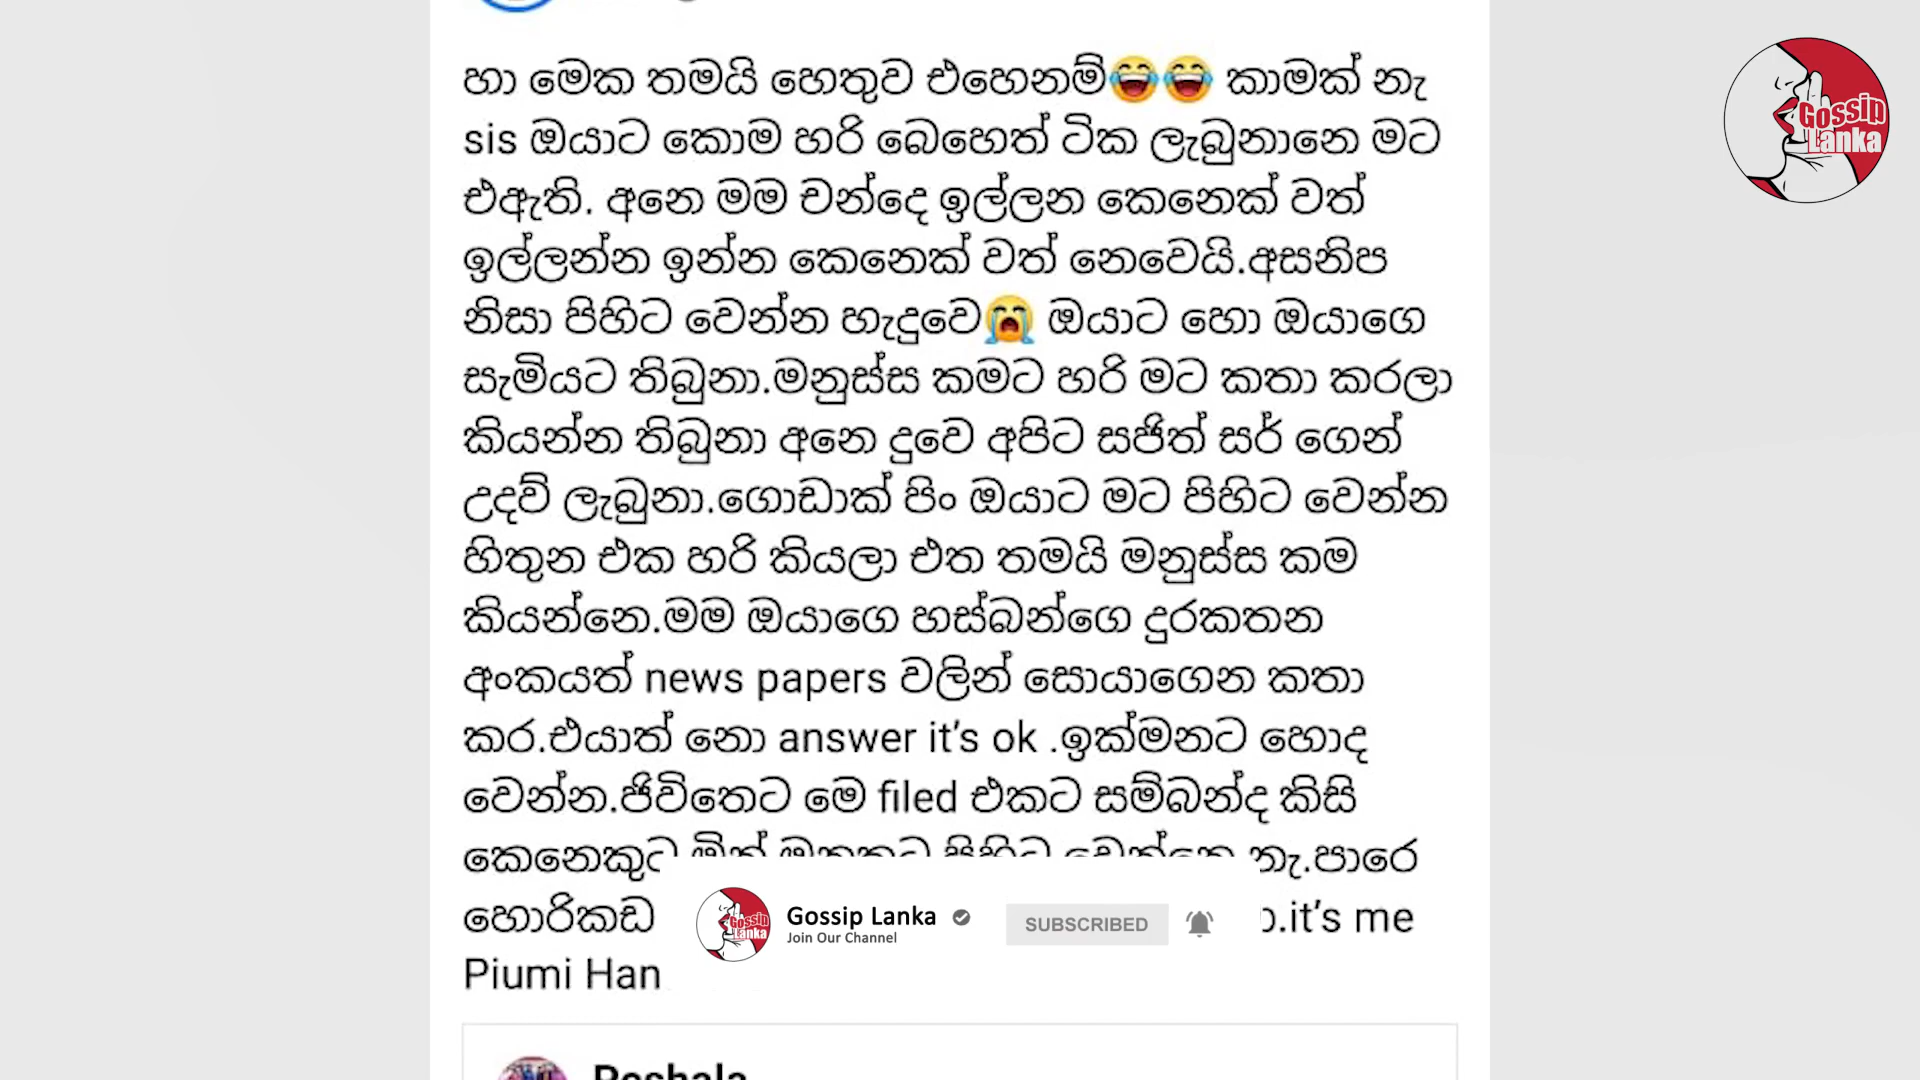 හා මෙක තමයි හෙතුව එහෙනම්😂😂 කාමක් නැ
sis ඔයාට කොම හරි බෙහෙත් ටික ලැබුනානෙ මට
එඇති. අනෙ මම චන්දෙ ඉල්ලන කෙනෙක් වත්
ඉල්ලන්න ඉන්න කෙනෙක් වත් නෙවෙයි.අසනිප
නිසා පිහිට වෙන්න හැදුවෙ😭 ඔයාට හො ඔයාගෙ
සැමියට තිබුනා.මනුස්ස කමට හරි මට කතා කරලා
කියන්න තිබුනා අනෙ දුවෙ අපිට සජිත් සර් ගෙන්
උදව් ලැබුනා.ගොඩාක් පිං ඔයාට මට පිහිට වෙන්න
හිතුන එක හරි කියලා එත තමයි මනුස්ස කම
කියන්නෙ.මම ඔයාගෙ හස්බන්ගෙ දුරකතන
අංකයත් news papers වලින් සොයාගෙන කතා
කර.එයාත් නො answer it's ok .ඉක්මනට හොද
වෙන්න.ජිවිතෙට මෙ filed එකට සම්බන්ද කිසි
කෙනෙකුට පිහිට වෙන්නෙ නැ.පාරෙ
හොරිකඩ .it's me
Piumi Han
Gossip Lanka
Join Our Channel
SUBSCRIBED
Gossip Lanka
Gossip Lanka